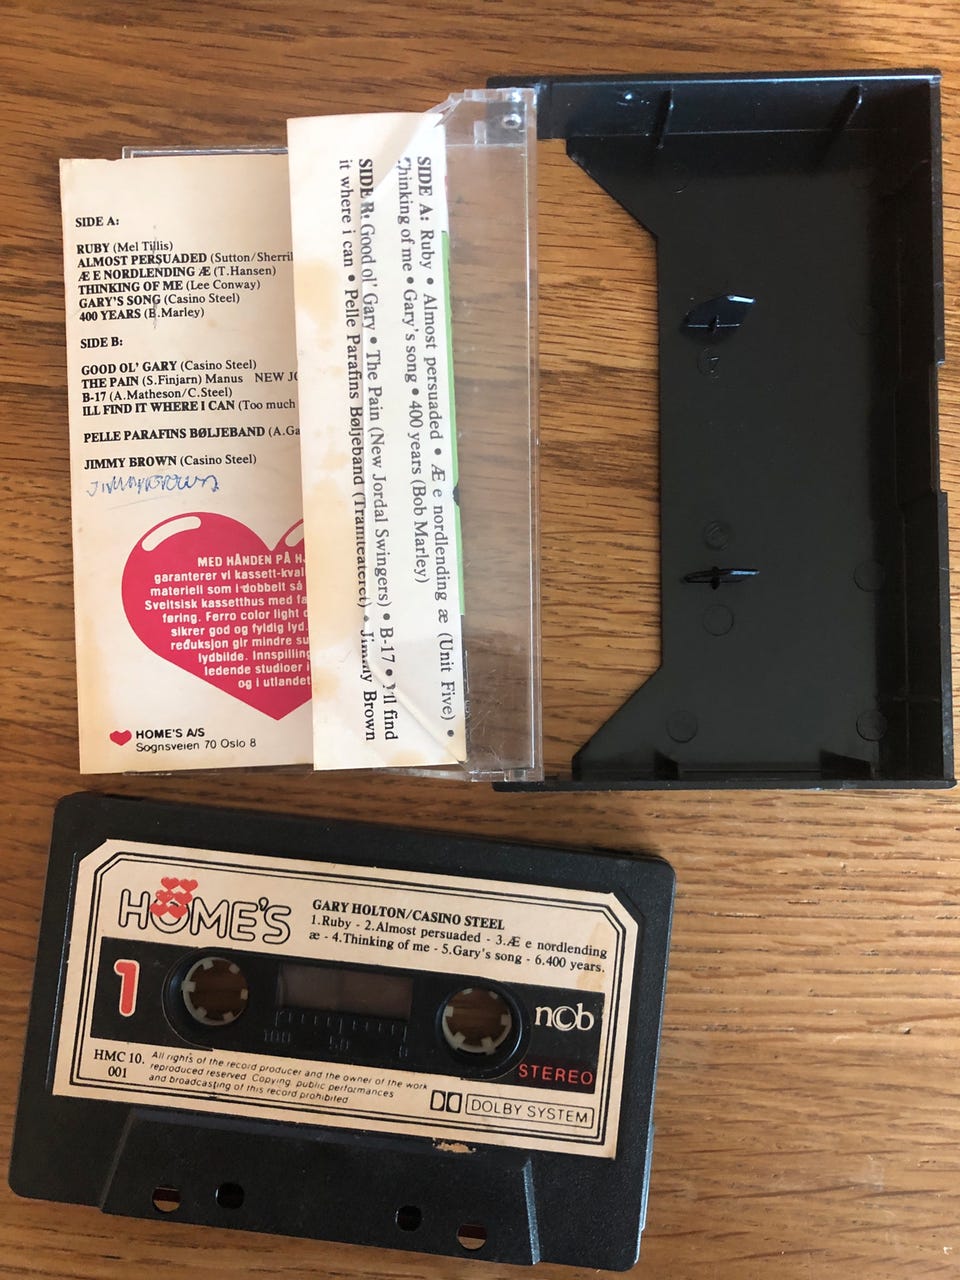 SIDE A:
RUBY (Mel Tillis)
ALMOST PERSUADED (Sutton/Sherril
Æ E NORDLENDING Æ (T.Hansen)
THINKING OF ME (Lee Conway)
GARY'S SONG (Casino Steel)
400 YEARS (B.Marley)
SIDE B:
GOOD OL' GARY (Casino Steel)
THE PAIN (S.Finjarn) Manus NEW JO
B-17 (A.Matheson/C.Steel)
ILL FIND IT WHERE I CAN (Too much
PELLE PARAFINS BØLJEBAND (A.Ga
JIMMY BROWN (Casino Steel)
JIMMY BROWN
MED HÅNDEN PÅ HJ
garanterer vi kassett-kval
materiell som i dobbelt så
Sveitsisk kassetthus med fa
føring. Ferro color light
sikrer god og fyldig lyd.
reduksjon gir mindre su
lydbilde. Innspilling
ledende studioer i
og i utlandet
HOME'S A/S
Sognsveien 70 Oslo 8
SIDE A: Ruby • Almost persuaded • Æ e nordlending æ (Unit Five) •
Thinking of me • Gary's song • 400 years (Bob Marley)
SIDE B: Good ol' Gary • The Pain (New Jordal Swingers) • B-17 • I'll find
it where i can • Pelle Parafins Bøljeband (Tramteateret) • Jimmy Brown
HOME'S
GARY HOLTON/CASINO STEEL
1.Ruby - 2.Almost persuaded - 3.Æ e nordlending
æ - 4.Thinking of me - 5.Gary's song - 6.400 years.
1
100 50 0
ncb
STEREO
HMC 10.
001
All rights of the record producer and the owner of the work
reproduced reserved Copying public performances
and broadcasting of this record prohibited
DOLBY SYSTEM